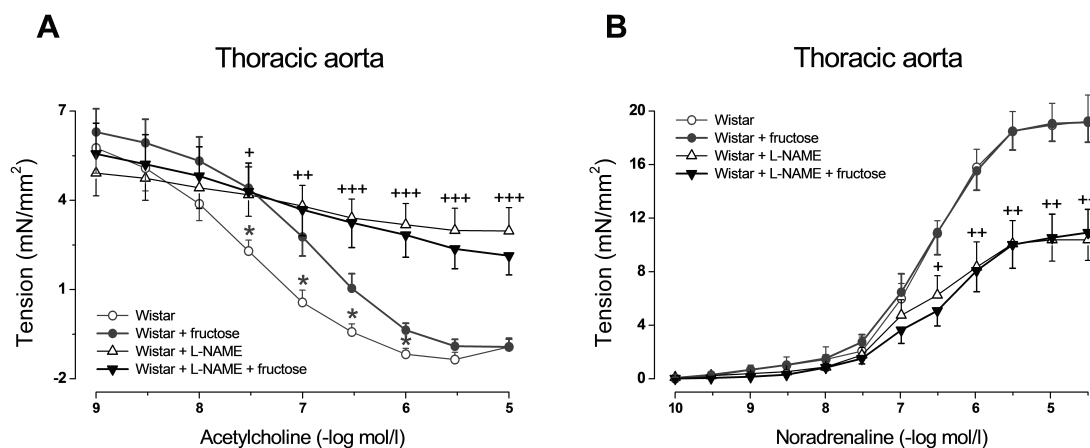 A
Thoracic aorta
7
4
1
-2
Tension (mN/mm²)
+
++
+++
+++
+++
+++
*
*
*
*
Wistar
Wistar + fructose
Wistar + L-NAME
Wistar + L-NAME + fructose
9
8
7
6
5
Acetylcholine (-log mol/l)
B
Thoracic aorta
20
16
12
8
4
0
Tension (mN/mm²)
Wistar
Wistar + fructose
Wistar + L-NAME
Wistar + L-NAME + fructose
+
++
++
++
++
10
9
8
7
6
5
Noradrenaline (-log mol/l)